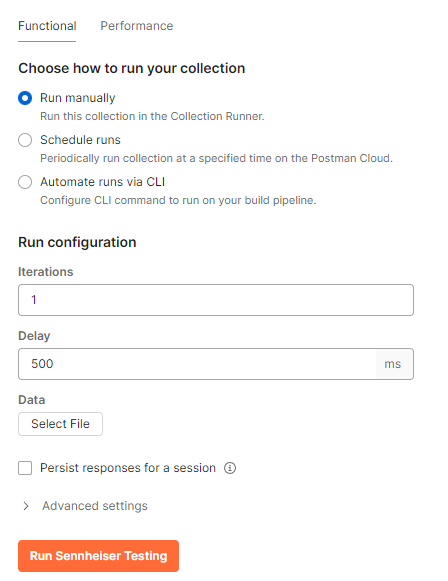 Functional Performance
Choose how to run your collection
Run manually
Run this collection in the Collection Runner.
Schedule runs
Periodically run collection at a specified time on the Postman Cloud.
Automate runs via CLI
Configure CLI command to run on your build pipeline.
Run configuration
Iterations
1
Delay
500 ms
Data
Select File
Persist responses for a session
Advanced settings
Run Sennheiser Testing